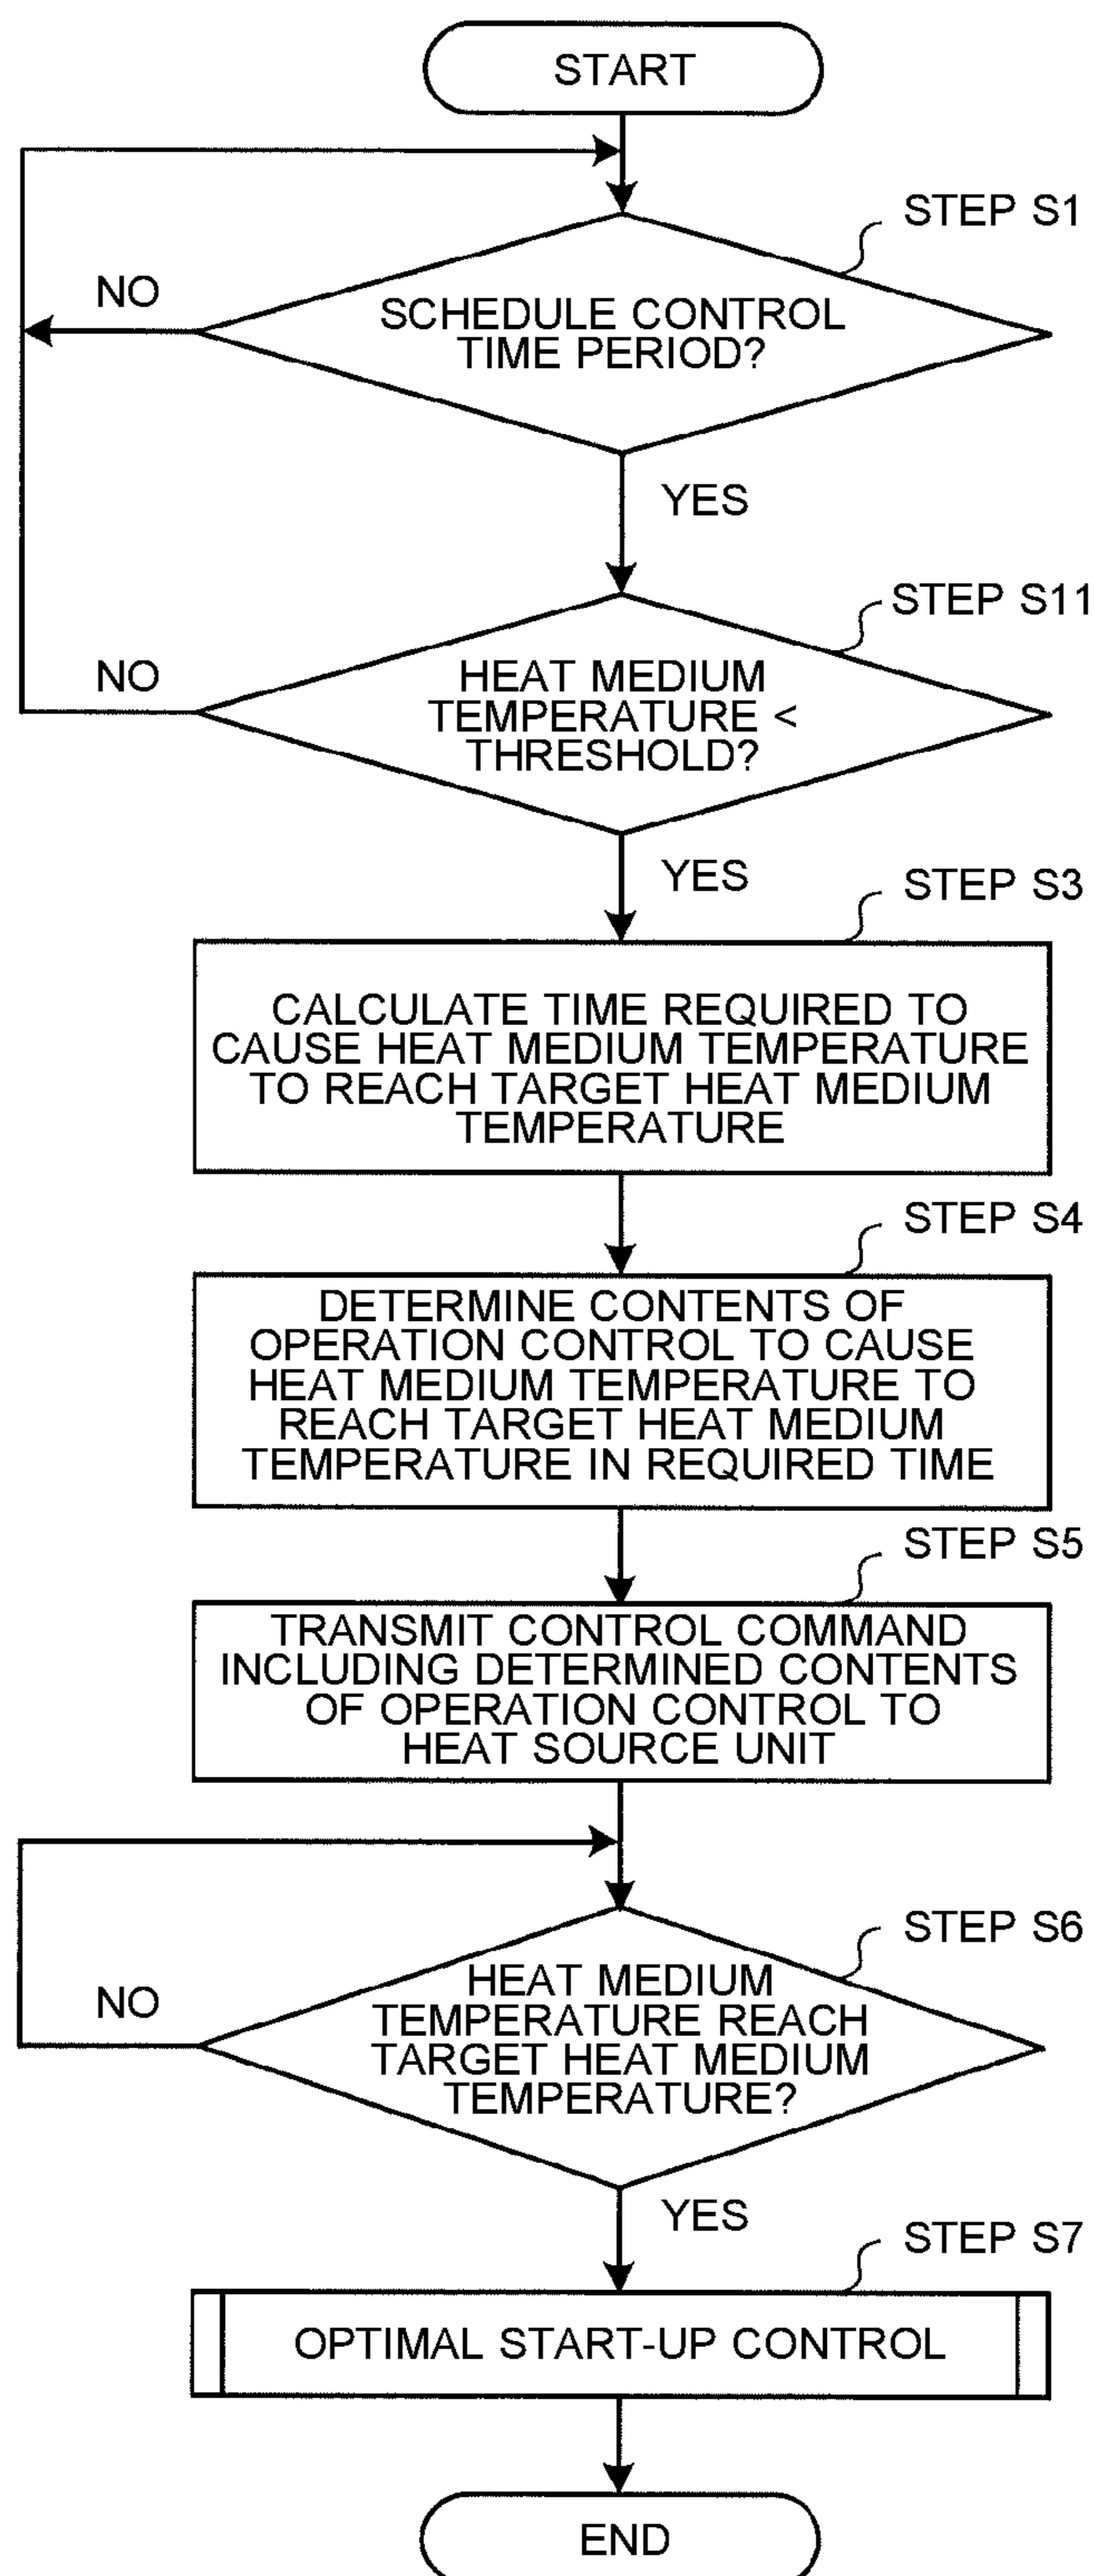 START
STEP S1
NO
SCHEDULE CONTROL
TIME PERIOD?
YES
STEP S11
NO
HEAT MEDIUM
TEMPERATURE <
THRESHOLD?
YES
STEP S3
CALCULATE TIME REQUIRED TO
CAUSE HEAT MEDIUM TEMPERATURE
TO REACH TARGET HEAT MEDIUM
TEMPERATURE
STEP S4
DETERMINE CONTENTS OF
OPERATION CONTROL TO CAUSE
HEAT MEDIUM TEMPERATURE TO
REACH TARGET HEAT MEDIUM
TEMPERATURE IN REQUIRED TIME
STEP S5
TRANSMIT CONTROL COMMAND
INCLUDING DETERMINED CONTENTS
OF OPERATION CONTROL TO
HEAT SOURCE UNIT
STEP S6
NO
HEAT MEDIUM
TEMPERATURE REACH
TARGET HEAT MEDIUM
TEMPERATURE?
YES
STEP S7
OPTIMAL START-UP CONTROL
END